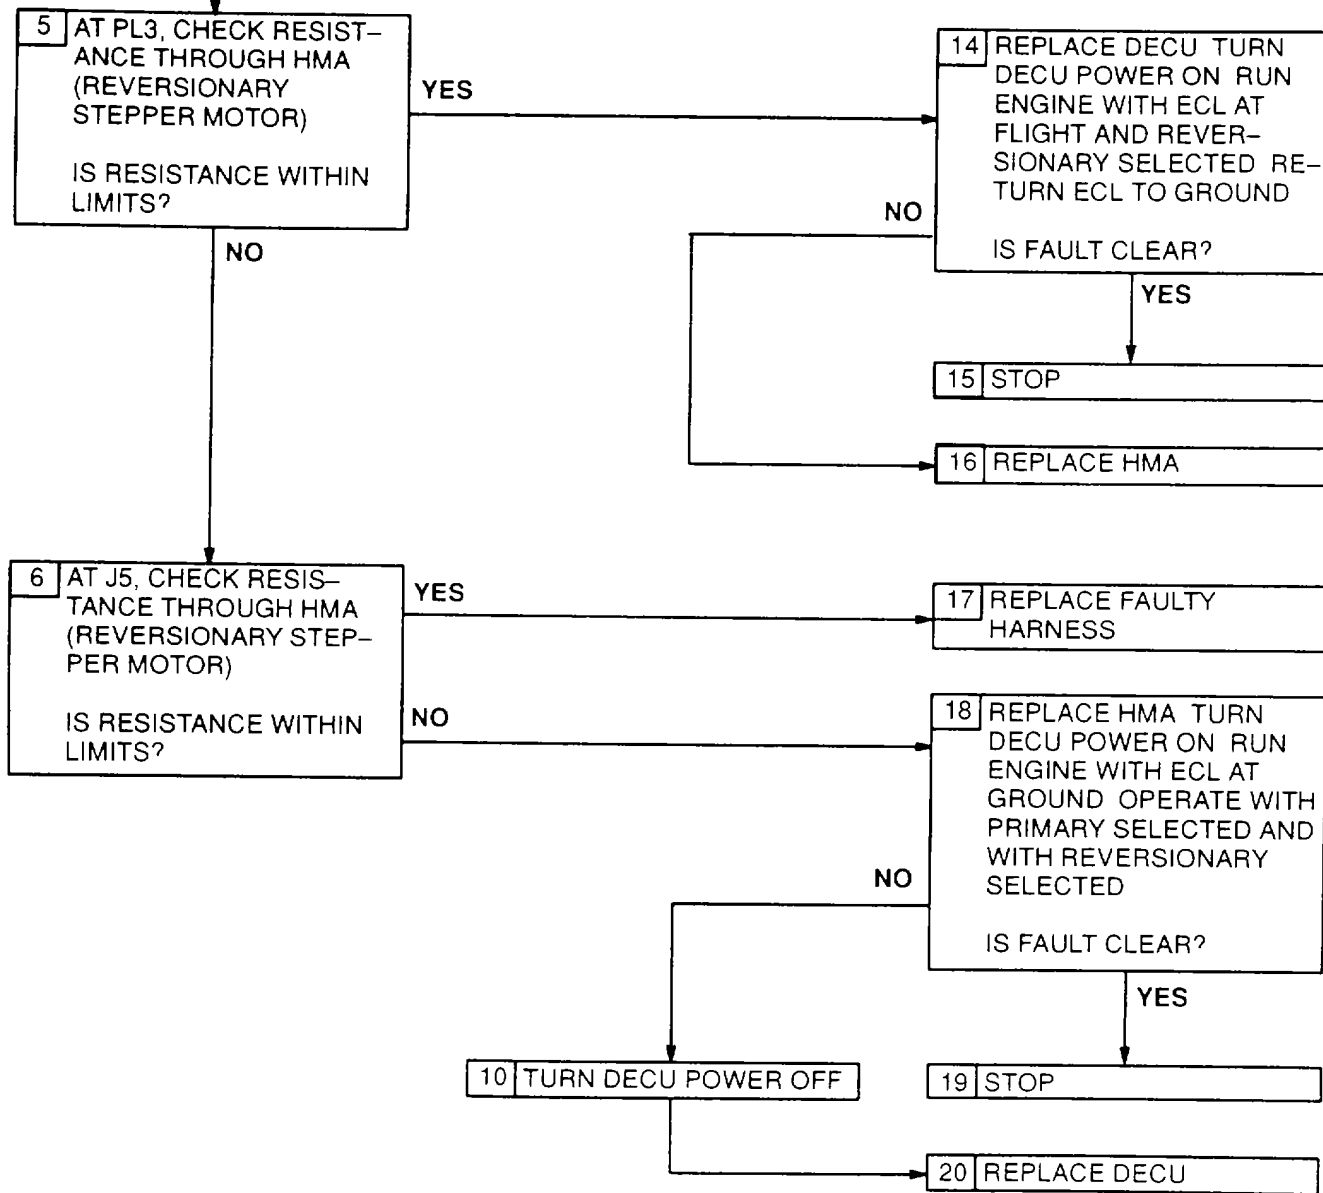 5 AT PL3, CHECK RESIST–
ANCE THROUGH HMA
(REVERSIONARY
STEPPER MOTOR)
IS RESISTANCE WITHIN
LIMITS?
YES
NO
14 REPLACE DECU TURN
DECU POWER ON RUN
ENGINE WITH ECL AT
FLIGHT AND REVER–
SIONARY SELECTED RE–
TURN ECL TO GROUND
IS FAULT CLEAR?
NO
YES
15 STOP
16 REPLACE HMA
6 AT J5, CHECK RESIS–
TANCE THROUGH HMA
(REVERSIONARY STEP–
PER MOTOR)
IS RESISTANCE WITHIN
LIMITS?
YES
NO
17 REPLACE FAULTY
HARNESS
18 REPLACE HMA TURN
DECU POWER ON RUN
ENGINE WITH ECL AT
GROUND OPERATE WITH
PRIMARY SELECTED AND
WITH REVERSIONARY
SELECTED
IS FAULT CLEAR?
NO
YES
10 TURN DECU POWER OFF
19 STOP
20 REPLACE DECU